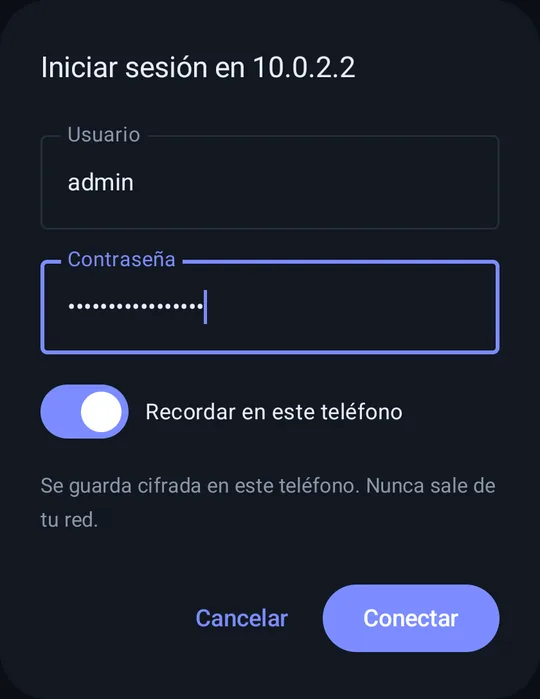 Iniciar sesión en 10.0.2.2
Usuario
admin
Contraseña
•••••••••••••••••
Recordar en este teléfono
Se guarda cifrada en este teléfono. Nunca sale de
tu red.
Cancelar
Conectar